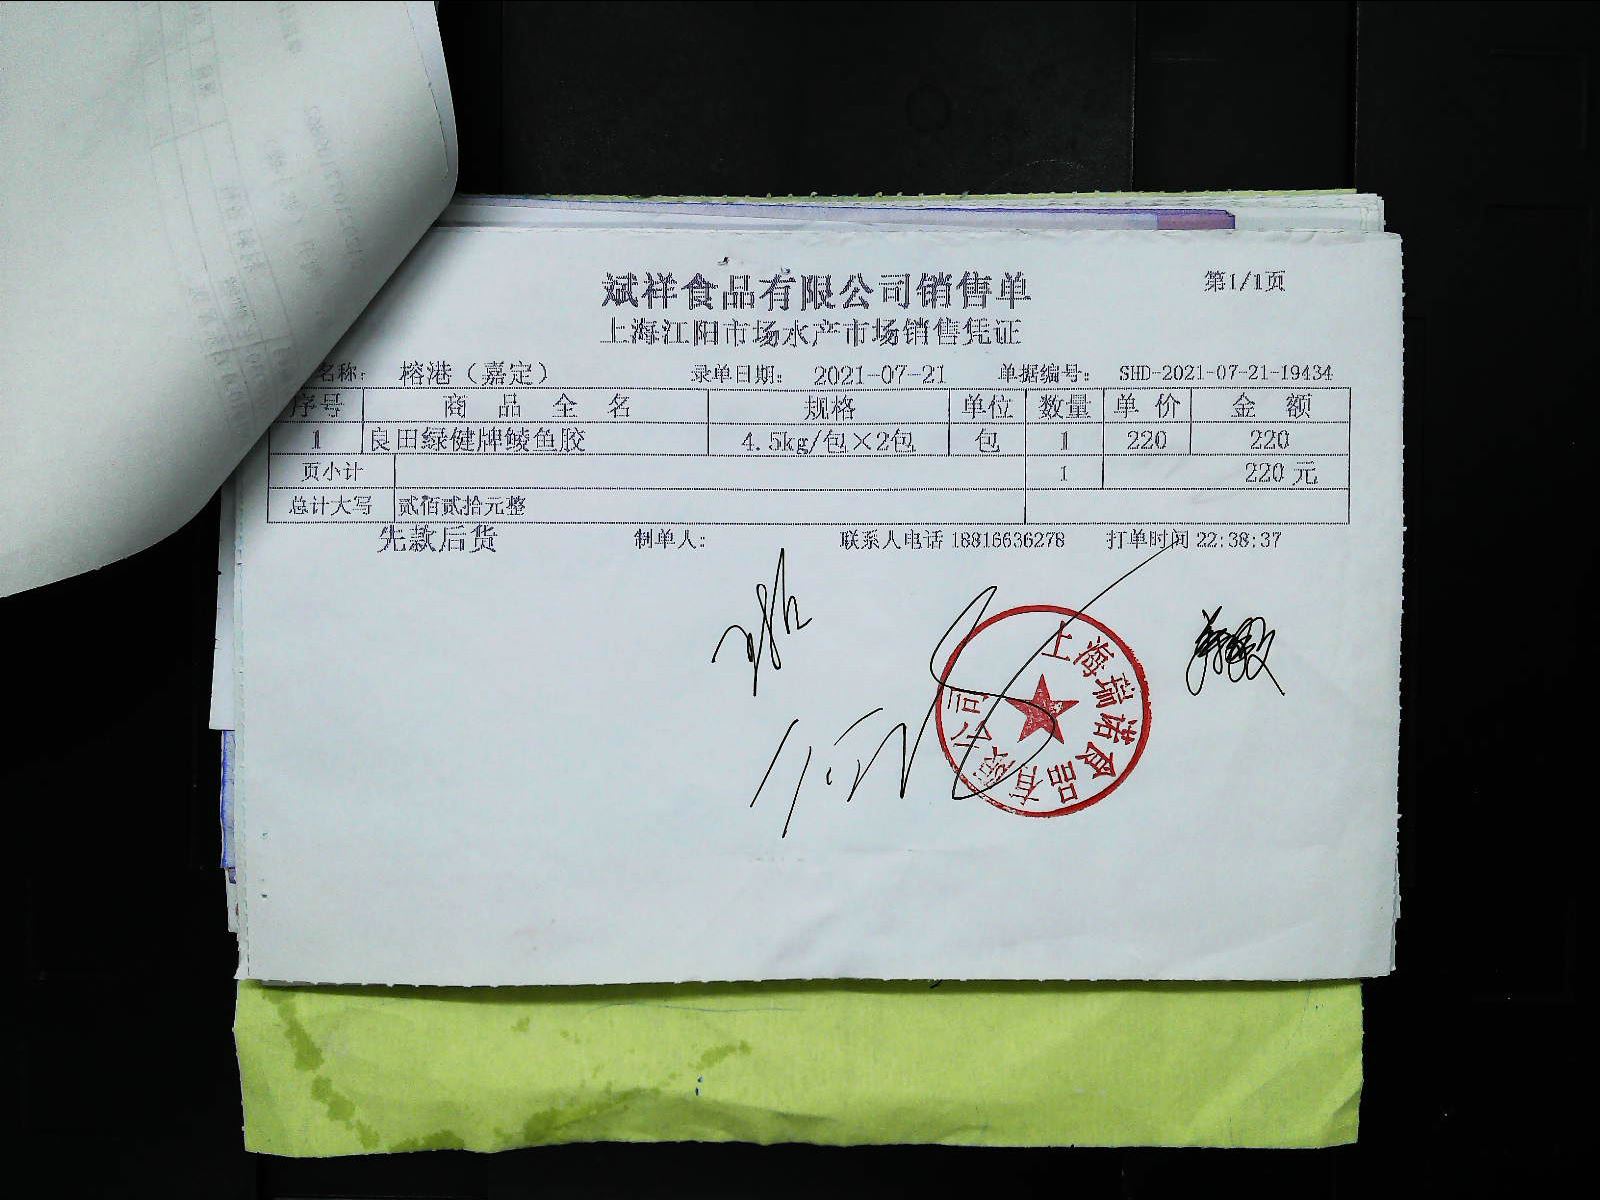 斌祥食品有限公司销售单
第1/1页
上海江阳市场水产市场销售凭证
名称: 榕港（嘉定） 录单日期: 2021-07-21 单据编号: SHD-2021-07-21-19434
序号 商品全名 规格 单位 数量 单价 金额
1 良田绿健牌鲮鱼胶 4.5kg/包×2包 包 1 220 220
页小计 1 220元
总计大写 贰佰贰拾元整
先款后货 制单人: 联系人电话 18816636278 打单时间 22:38:37
上海瑞诺食品有限公司